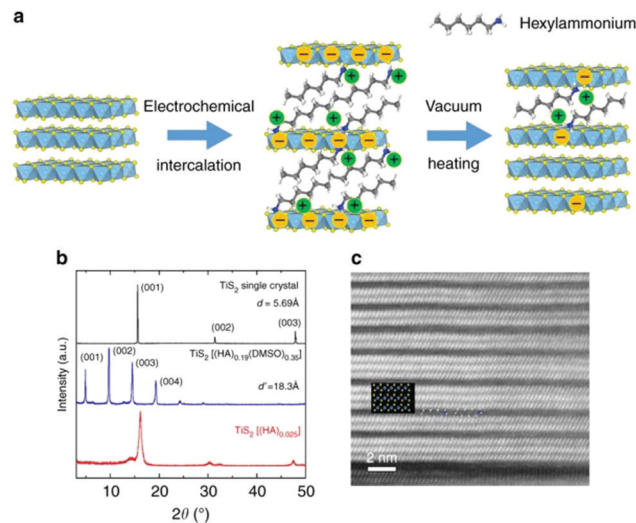 a
Hexylammonium
Electrochemical
intercalation
Vacuum
heating
b
TiS2 single crystal
d = 5.69Å
(001)
(002)
(003)
TiS2 [(HA)0.19(DMSO)0.35]
d'=18.3Å
(001)
(002)
(003)
(004)
TiS2 [(HA)0.025]
Intensity (a.u.)
10 20 30 40 50
2θ (°)
c
2 nm